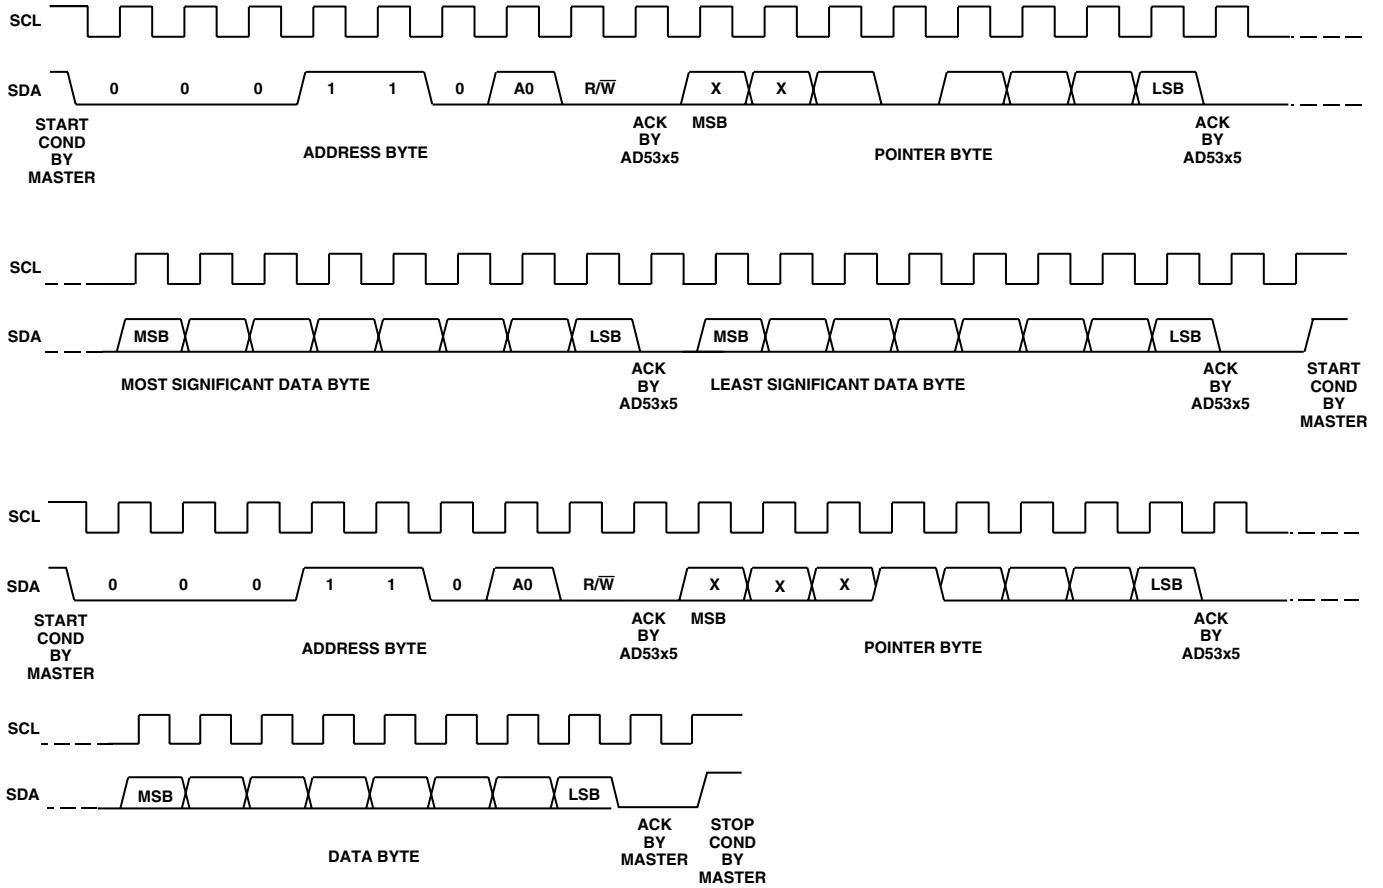 SCL
SDA 0 0 0 1 1 0 A0 R/W̅ X X LSB
START COND BY MASTER
ADDRESS BYTE
ACK BY AD53x5
MSB
POINTER BYTE
ACK BY AD53x5
SCL
SDA MSB LSB MSB LSB
MOST SIGNIFICANT DATA BYTE
ACK BY AD53x5
LEAST SIGNIFICANT DATA BYTE
ACK BY AD53x5
START COND BY MASTER
SCL
SDA 0 0 0 1 1 0 A0 R/W̅ X X X LSB
START COND BY MASTER
ADDRESS BYTE
ACK BY AD53x5
MSB
POINTER BYTE
ACK BY AD53x5
SCL
SDA MSB LSB
DATA BYTE
ACK BY MASTER
STOP COND BY MASTER